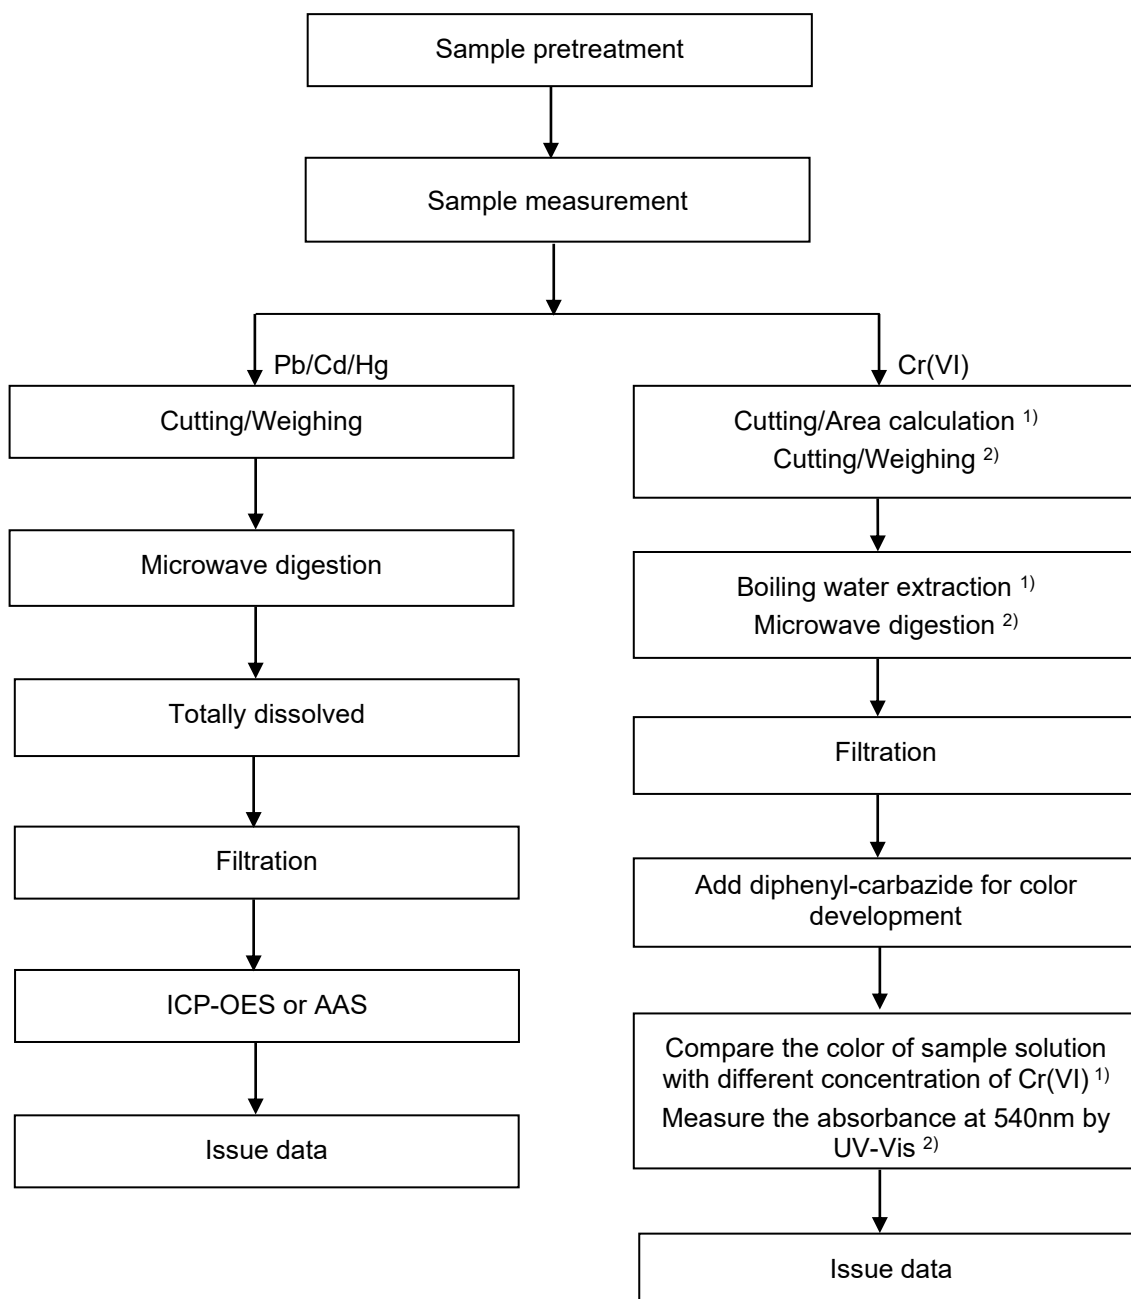 Sample pretreatment
Sample measurement
Pb/Cd/Hg
Cutting/Weighing
Microwave digestion
Totally dissolved
Filtration
ICP-OES or AAS
Issue data
Cr(VI)
Cutting/Area calculation 1)
Cutting/Weighing 2)
Boiling water extraction 1)
Microwave digestion 2)
Filtration
Add diphenyl-carbazide for color
development
Compare the color of sample solution
with different concentration of Cr(VI) 1)
Measure the absorbance at 540nm by
UV-Vis 2)
Issue data